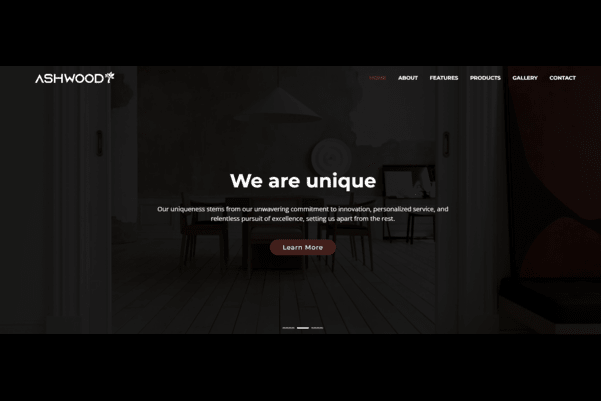 ASHWOOD
HOME ABOUT FEATURES PRODUCTS GALLERY CONTACT
We are unique
Our uniqueness stems from our unwavering commitment to innovation, personalized service, and
relentless pursuit of excellence, setting us apart from the rest.
Learn More